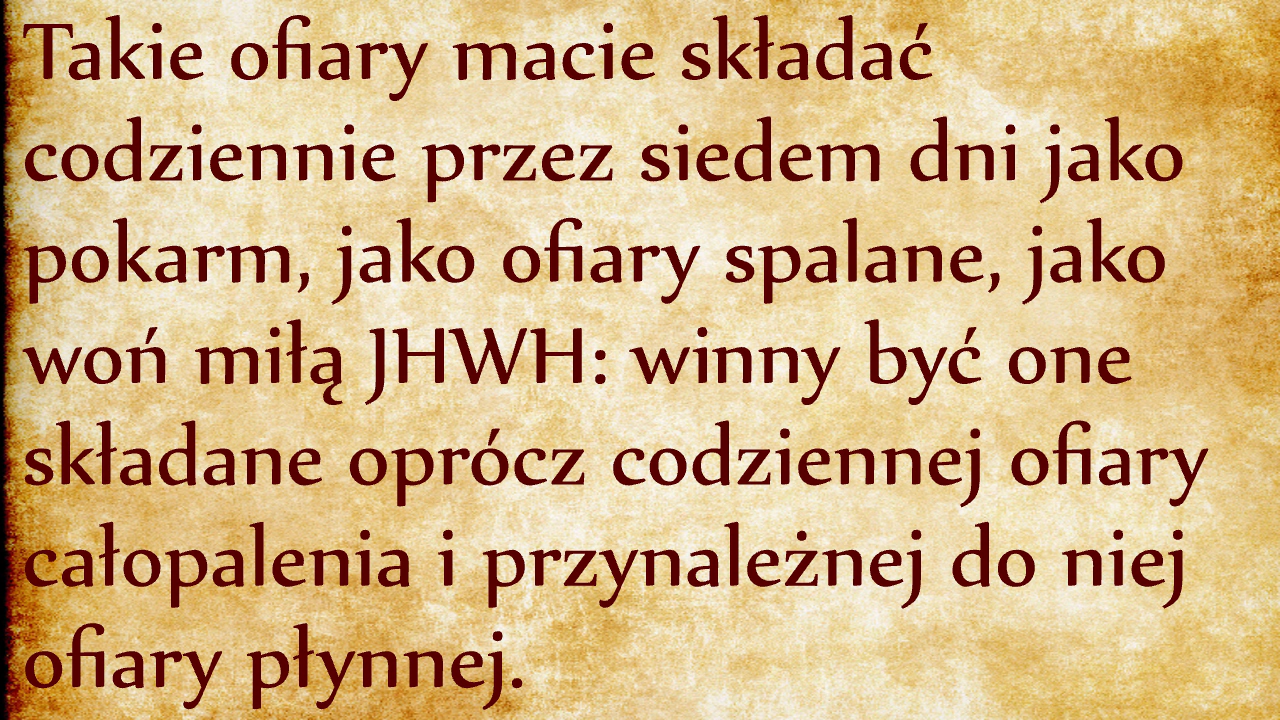 Takie ofiary macie składać
codziennie przez siedem dni jako
pokarm, jako ofiary spalane, jako
woń miłą JHWH: winny być one
składane oprócz codziennej ofiary
całopalenia i przynależnej do niej
ofiary płynnej.